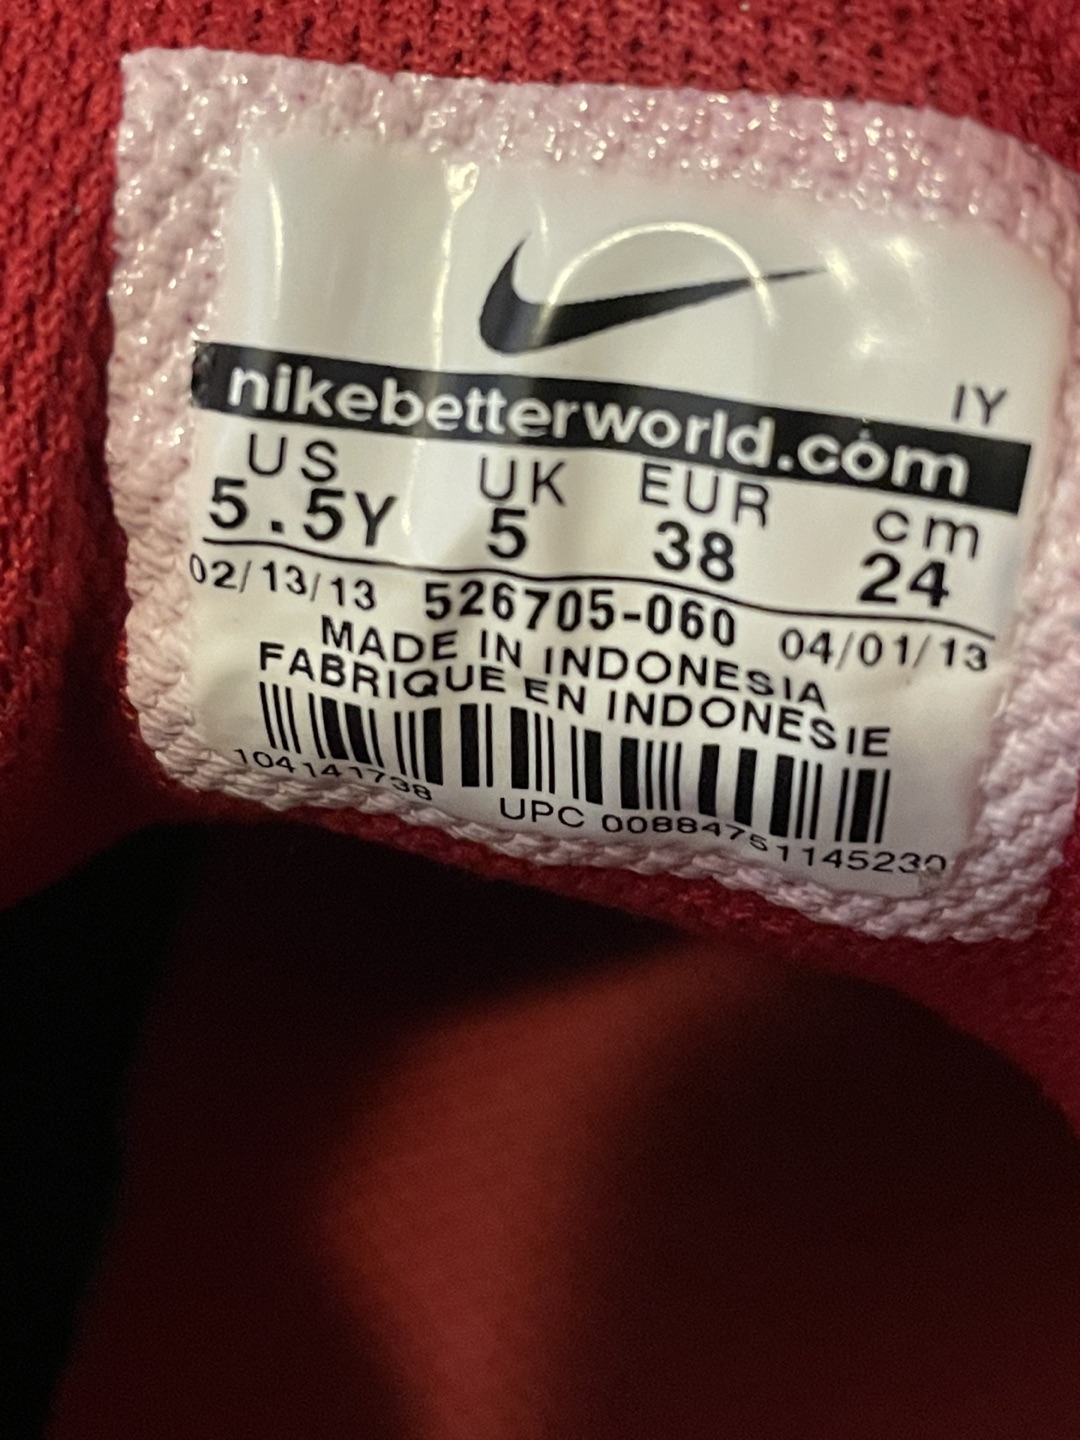 IY
nikebetterworld.com
US UK EUR cm
5.5Y 5 38 24
02/13/13 526705-060 04/01/13
MADE IN INDONESIA
FABRIQUE EN INDONESIE
104141738 UPC 00884751145230